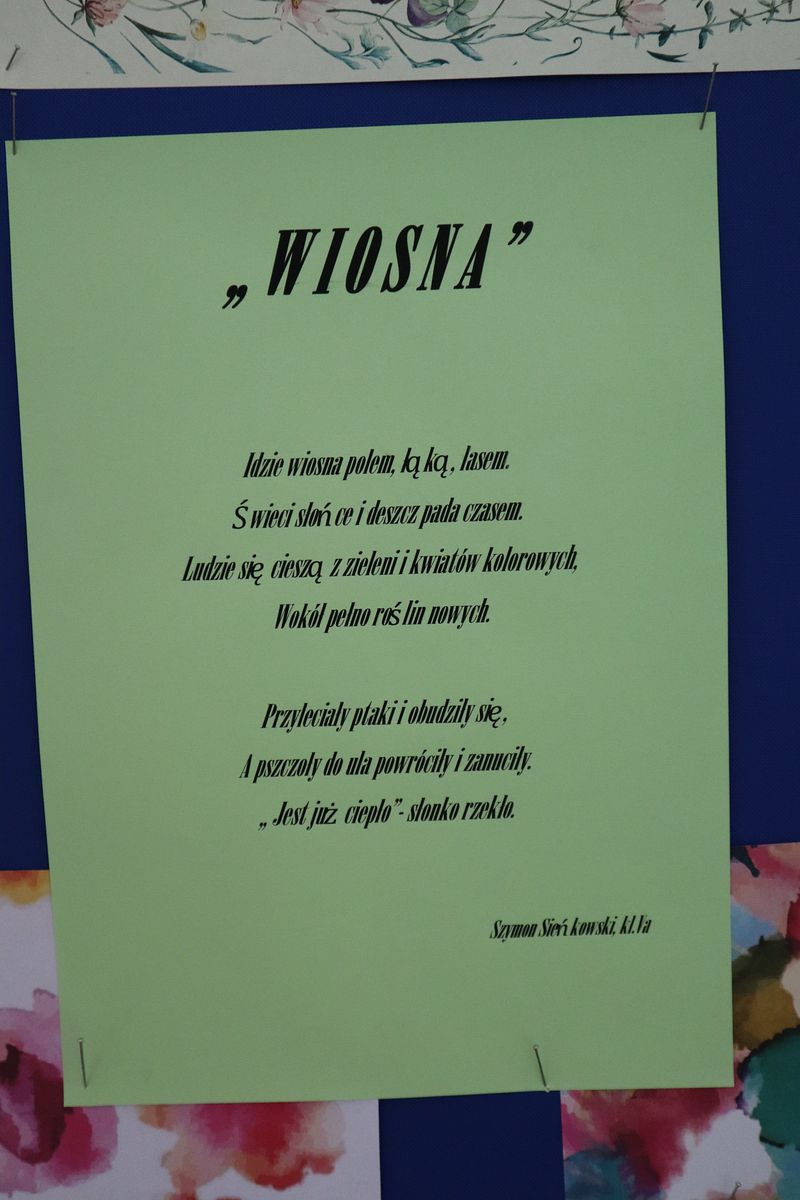 „WIOSNA”
Idzie wiosna polem, łąką, lasem.
Świeci słońce i deszcz pada czasem.
Ludzie się cieszą z zieleni i kwiatów kolorowych,
Wokół pełno roślin nowych.
Przyleciały ptaki i obudziły się,
A pszczoły do ula powróciły i zanuciły.
„Jest już ciepło”- słonko rzekło.
Szymon Sieńkowski, kl.Va